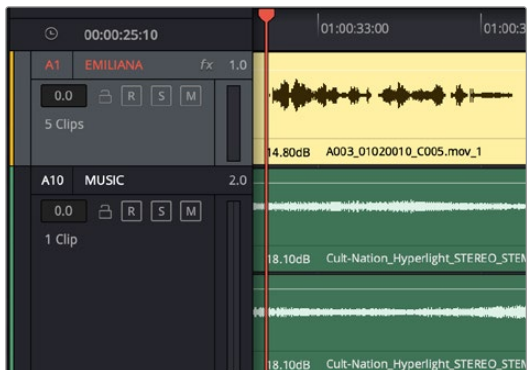 01:00:33:00 01:00:3
00:00:25:10
A1 EMILIANA fx 1.0
0.0 R S M
5 Clips
14.80dB A003_01020010_C005.mov_1
A10 MUSIC 2.0
0.0 R S M
1 Clip
18.10dB Cult-Nation_Hyperlight_STEREO_STEM
18.10dB Cult-Nation_Hyperlight_STEREO_STEM